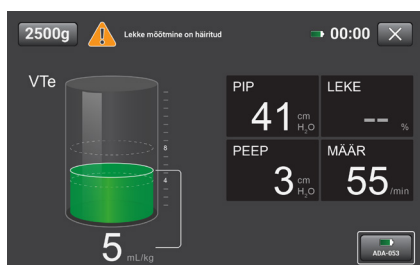 2500g
Lekke mõõtmine on häiritud
00:00
VTe
8
4
5 mL/kg
PIP
41 cm H₂O
LEKE
-- %
PEEP
3 cm H₂O
MÄÄR
55 /min
ADA-053